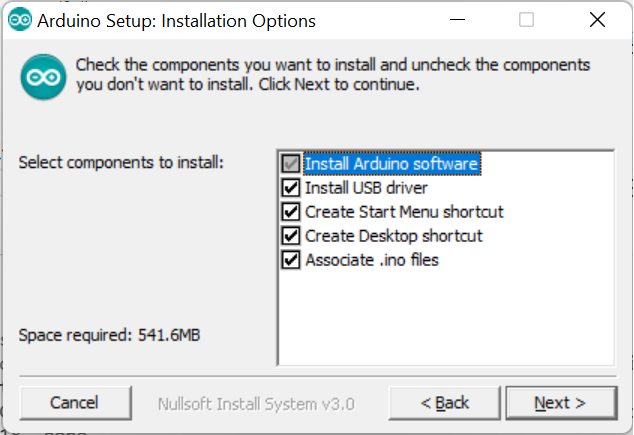 Arduino Setup: Installation Options
Check the components you want to install and uncheck the components
you don't want to install. Click Next to continue.
Select components to install:
Install Arduino software
Install USB driver
Create Start Menu shortcut
Create Desktop shortcut
Associate .ino files
Space required: 541.6MB
Cancel
Nullsoft Install System v3.0
< Back
Next >